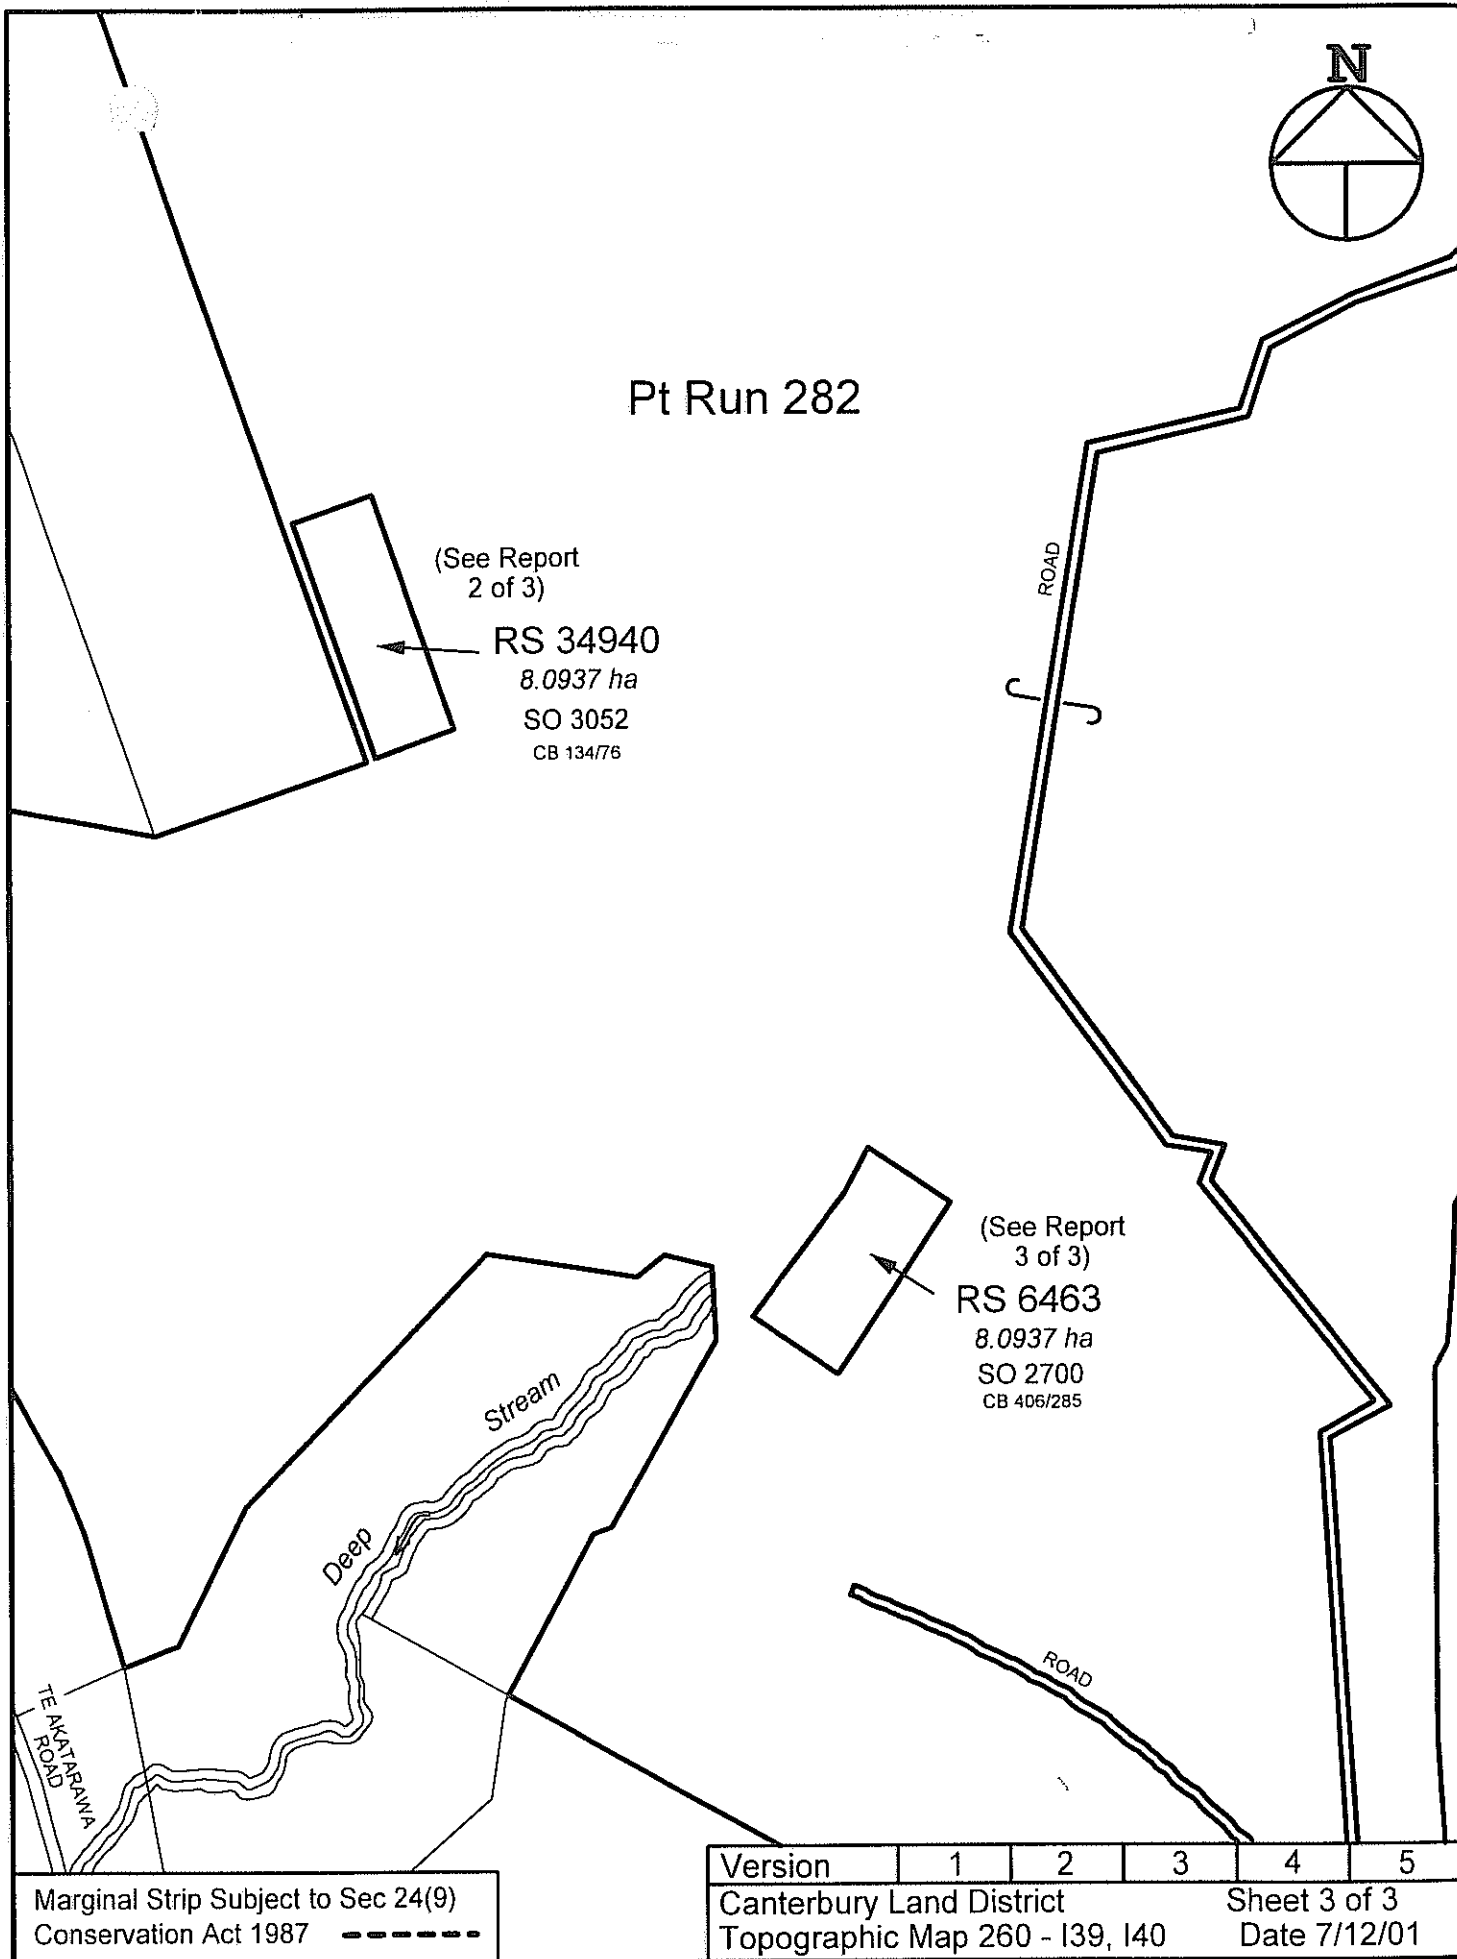 N
Pt Run 282
ROAD
(See Report
2 of 3)
RS 34940
8.0937 ha
SO 3052
CB 134/76
(See Report
3 of 3)
RS 6463
8.0937 ha
SO 2700
CB 406/285
Stream
Deep
ROAD
TE AKATARAWA
ROAD
Marginal Strip Subject to Sec 24(9)
Conservation Act 1987
Version 1 2 3 4 5
Canterbury Land District Sheet 3 of 3
Topographic Map 260 - I39, I40 Date 7/12/01